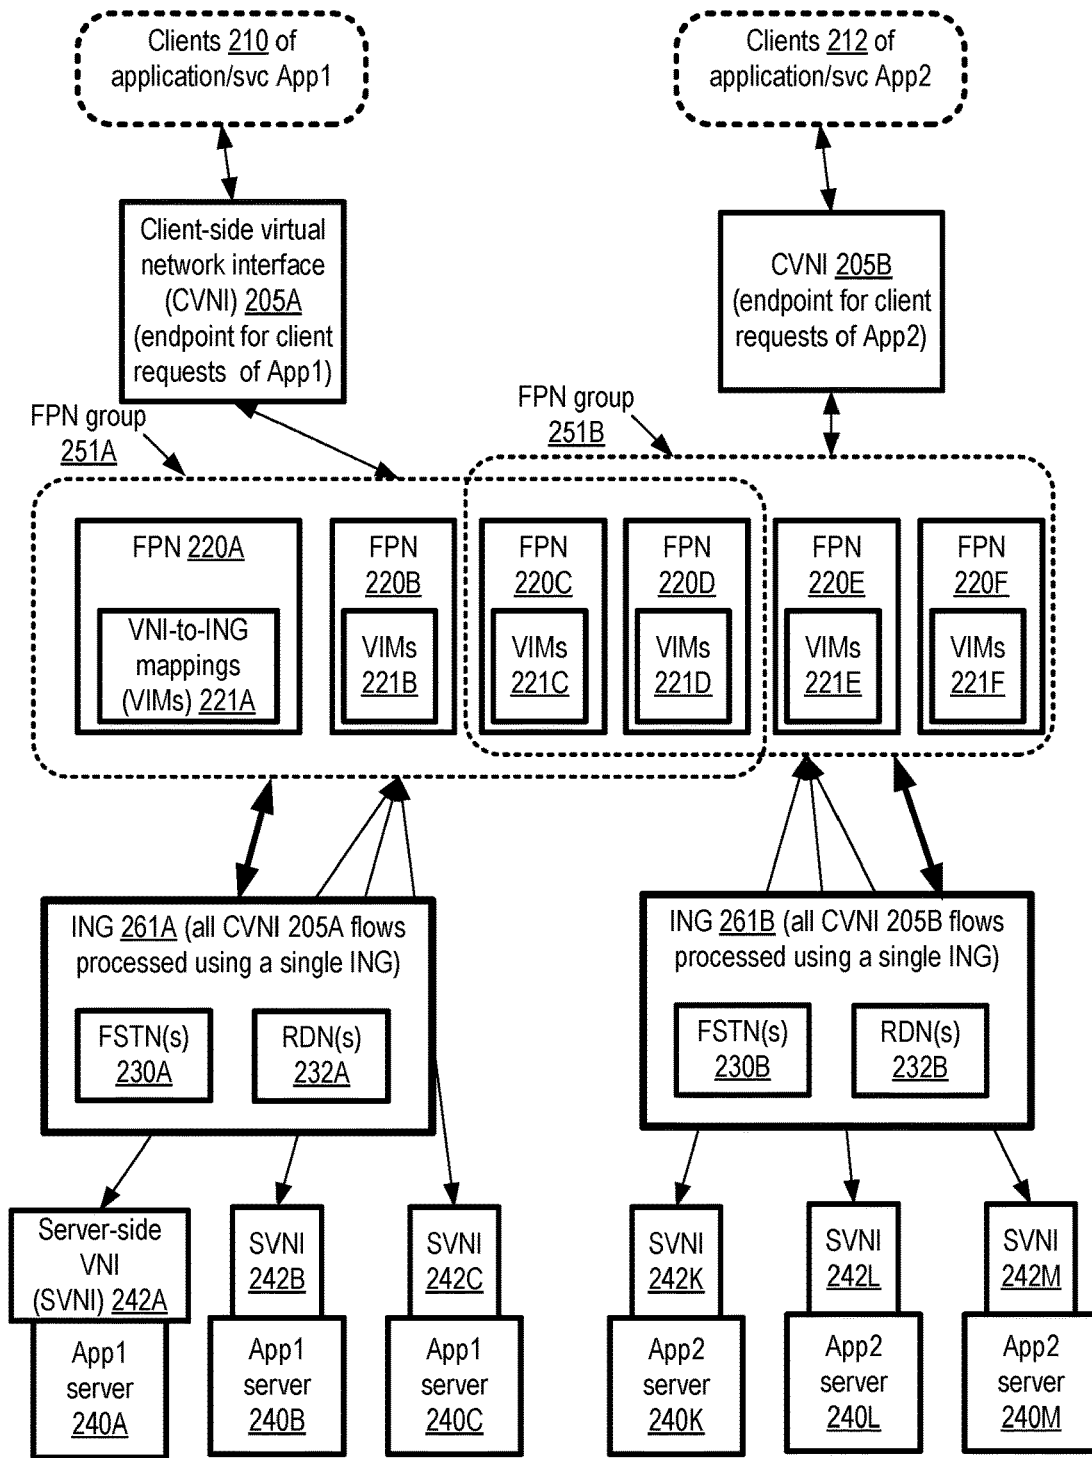 Clients 210 of
application/svc App1
Clients 212 of
application/svc App2
Client-side virtual
network interface
(CVNI) 205A
(endpoint for client
requests of App1)
CVNI 205B
(endpoint for client
requests of App2)
FPN group
251A
FPN group
251B
FPN 220A
VNI-to-ING
mappings
(VIMs) 221A
FPN
220B
VIMs
221B
FPN
220C
VIMs
221C
FPN
220D
VIMs
221D
FPN
220E
VIMs
221E
FPN
220F
VIMs
221F
ING 261A (all CVNI 205A flows
processed using a single ING)
FSTN(s)
230A
RDN(s)
232A
ING 261B (all CVNI 205B flows
processed using a single ING)
FSTN(s)
230B
RDN(s)
232B
Server-side
VNI
(SVNI) 242A
App1
server
240A
SVNI
242B
App1
server
240B
SVNI
242C
App1
server
240C
SVNI
242K
App2
server
240K
SVNI
242L
App2
server
240L
SVNI
242M
App2
server
240M